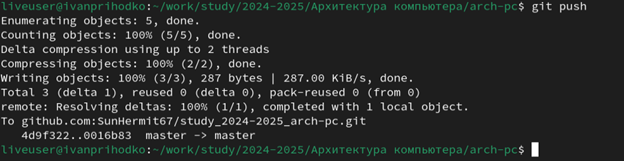 liveuser@ivanprihodko:~/work/study/2024-2025/Архитектура компьютера/arch-pc$ git push
Enumerating objects: 5, done.
Counting objects: 100% (5/5), done.
Delta compression using up to 2 threads
Compressing objects: 100% (2/2), done.
Writing objects: 100% (3/3), 287 bytes | 287.00 KiB/s, done.
Total 3 (delta 1), reused 0 (delta 0), pack-reused 0 (from 0)
remote: Resolving deltas: 100% (1/1), completed with 1 local object.
To github.com:SunHermit67/study_2024-2025_arch-pc.git
   4d9f322..0016b83  master -> master
liveuser@ivanprihodko:~/work/study/2024-2025/Архитектура компьютера/arch-pc$